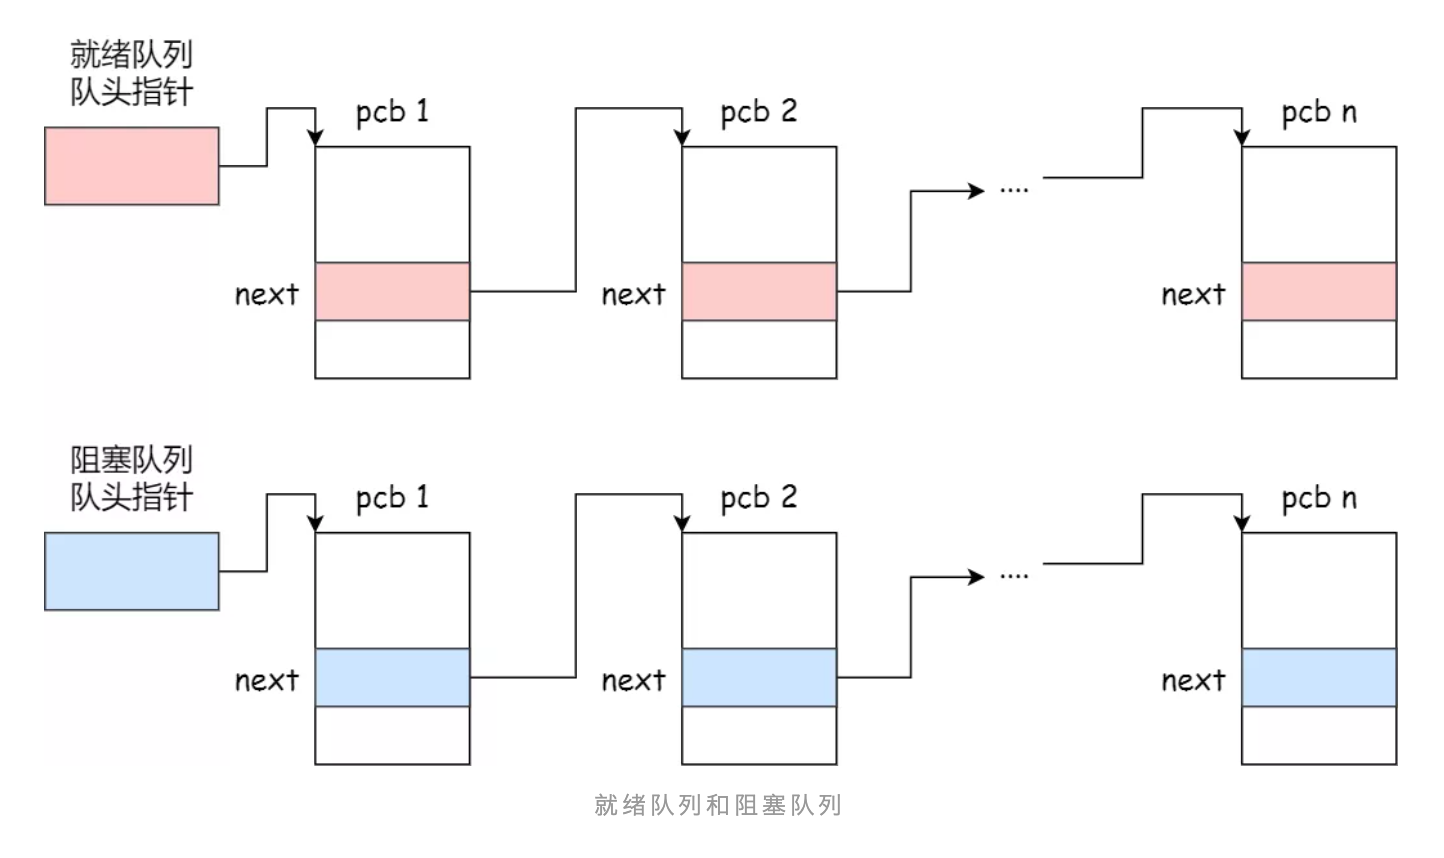 就绪队列
队头指针
pcb 1
pcb 2
pcb n
....
next
next
next
阻塞队列
队头指针
pcb 1
pcb 2
pcb n
....
next
next
next
就绪队列和阻塞队列